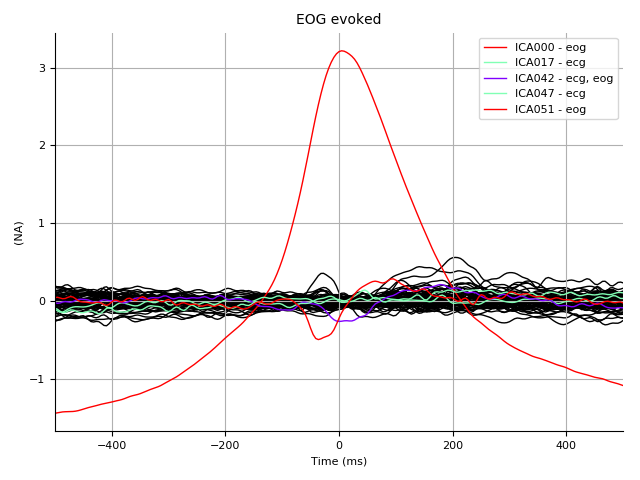 EOG evoked
ICA000 - eog
ICA017 - ecg
ICA042 - ecg, eog
ICA047 - ecg
ICA051 - eog
3
2
1
0
−1
(NA)
−400
−200
0
200
400
Time (ms)